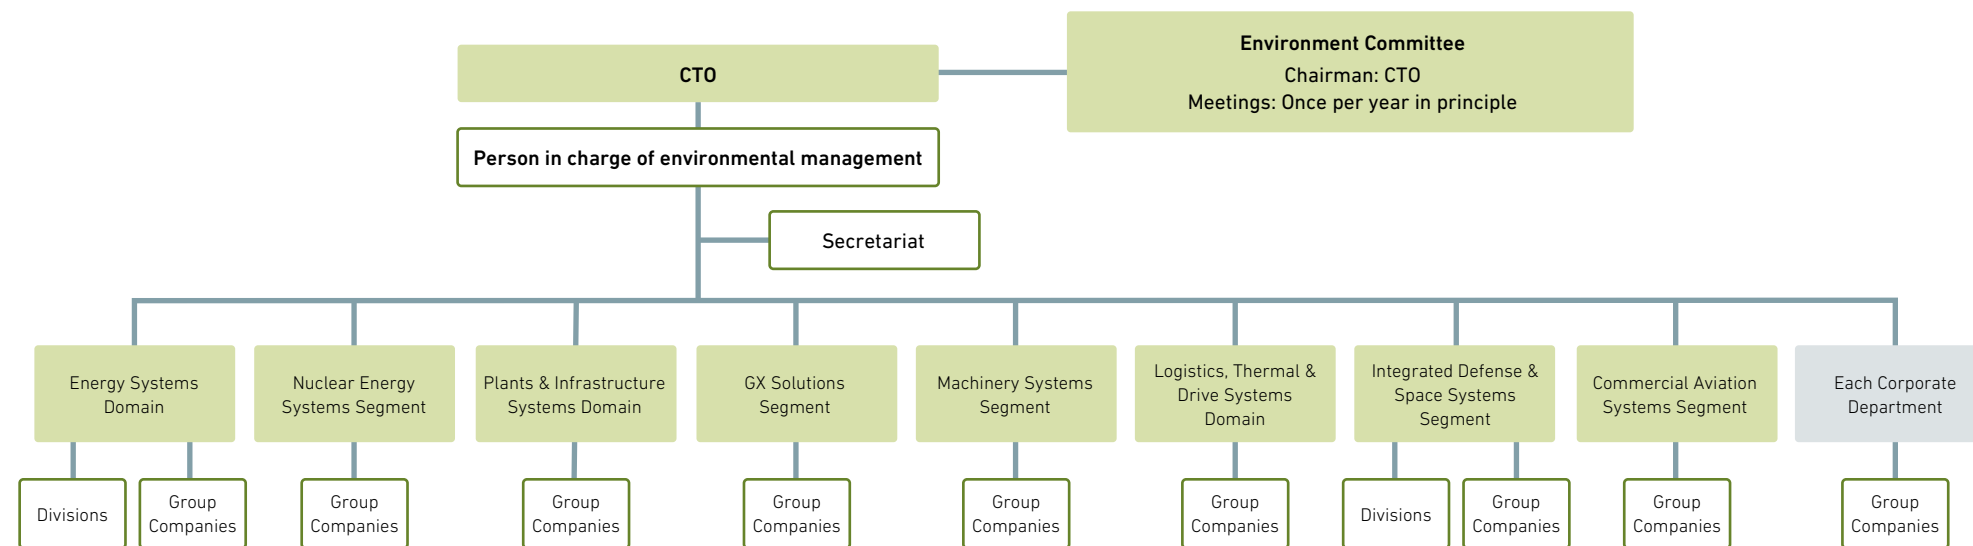 CTO
Environment Committee
Chairman: CTO
Meetings: Once per year in principle
Person in charge of environmental management
Secretariat
Energy Systems
Domain
Nuclear Energy
Systems Segment
Plants & Infrastructure
Systems Domain
GX Solutions
Segment
Machinery Systems
Segment
Logistics, Thermal &
Drive Systems
Domain
Integrated Defense &
Space Systems
Segment
Commercial Aviation
Systems Segment
Each Corporate
Department
Divisions
Group
Companies
Group
Companies
Group
Companies
Group
Companies
Group
Companies
Group
Companies
Divisions
Group
Companies
Group
Companies
Group
Companies